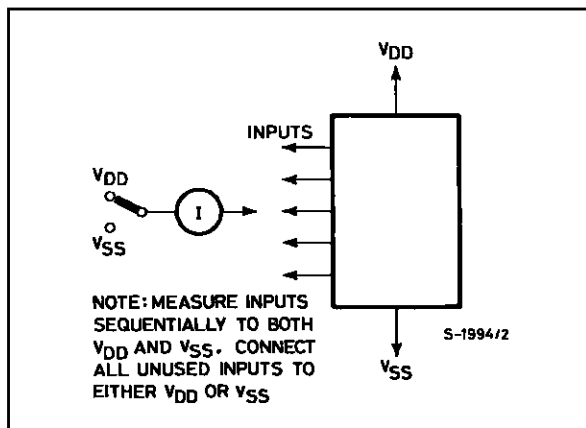 VDD
INPUTS
VDD
I
VSS
NOTE: MEASURE INPUTS
SEQUENTIALLY TO BOTH
VDD AND VSS. CONNECT
ALL UNUSED INPUTS TO
EITHER VDD OR VSS
S-1994/2
VSS